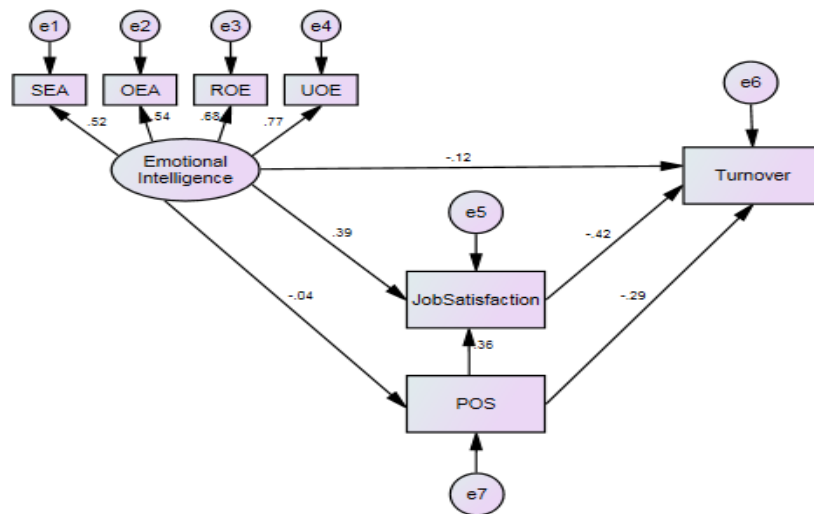 e1
e2
e3
e4
SEA
OEA
ROE
UOE
e6
.52
.54
.68
.77
Emotional
Intelligence
-.12
Turnover
e5
.39
-.42
-.04
JobSatisfaction
-.29
.36
POS
e7